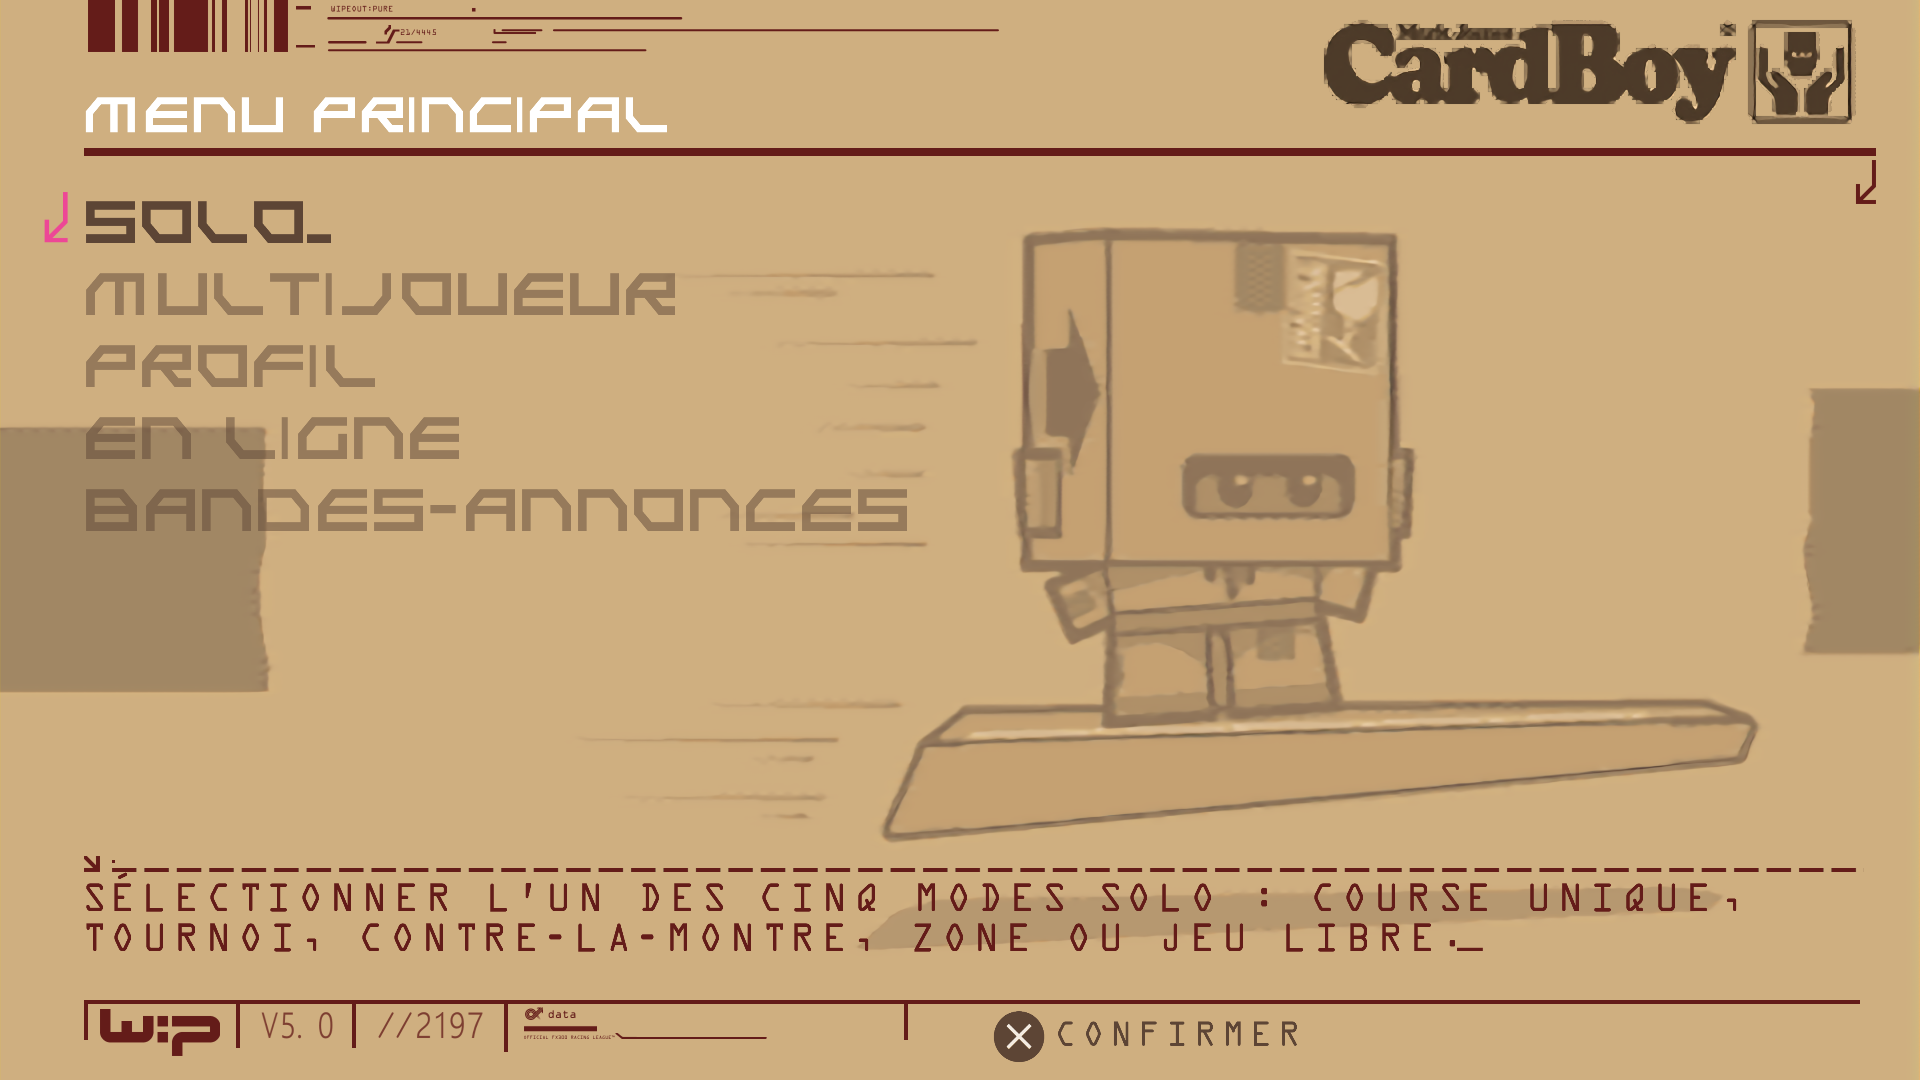 WIPEOUT:PURE
21/4445
Mark James
CardBoy
MENU PRINCIPAL
SOLO_
MULTIJOUEUR
PROFIL
EN LIGNE
BANDES-ANNONCES
SÉLECTIONNER L'UN DES CINQ MODES SOLO : COURSE UNIQUE,
TOURNOI, CONTRE-LA-MONTRE, ZONE OU JEU LIBRE._
wip V5. 0 //2197 data
OFFICIAL FX300 RACING LEAGUE
CONFIRMER